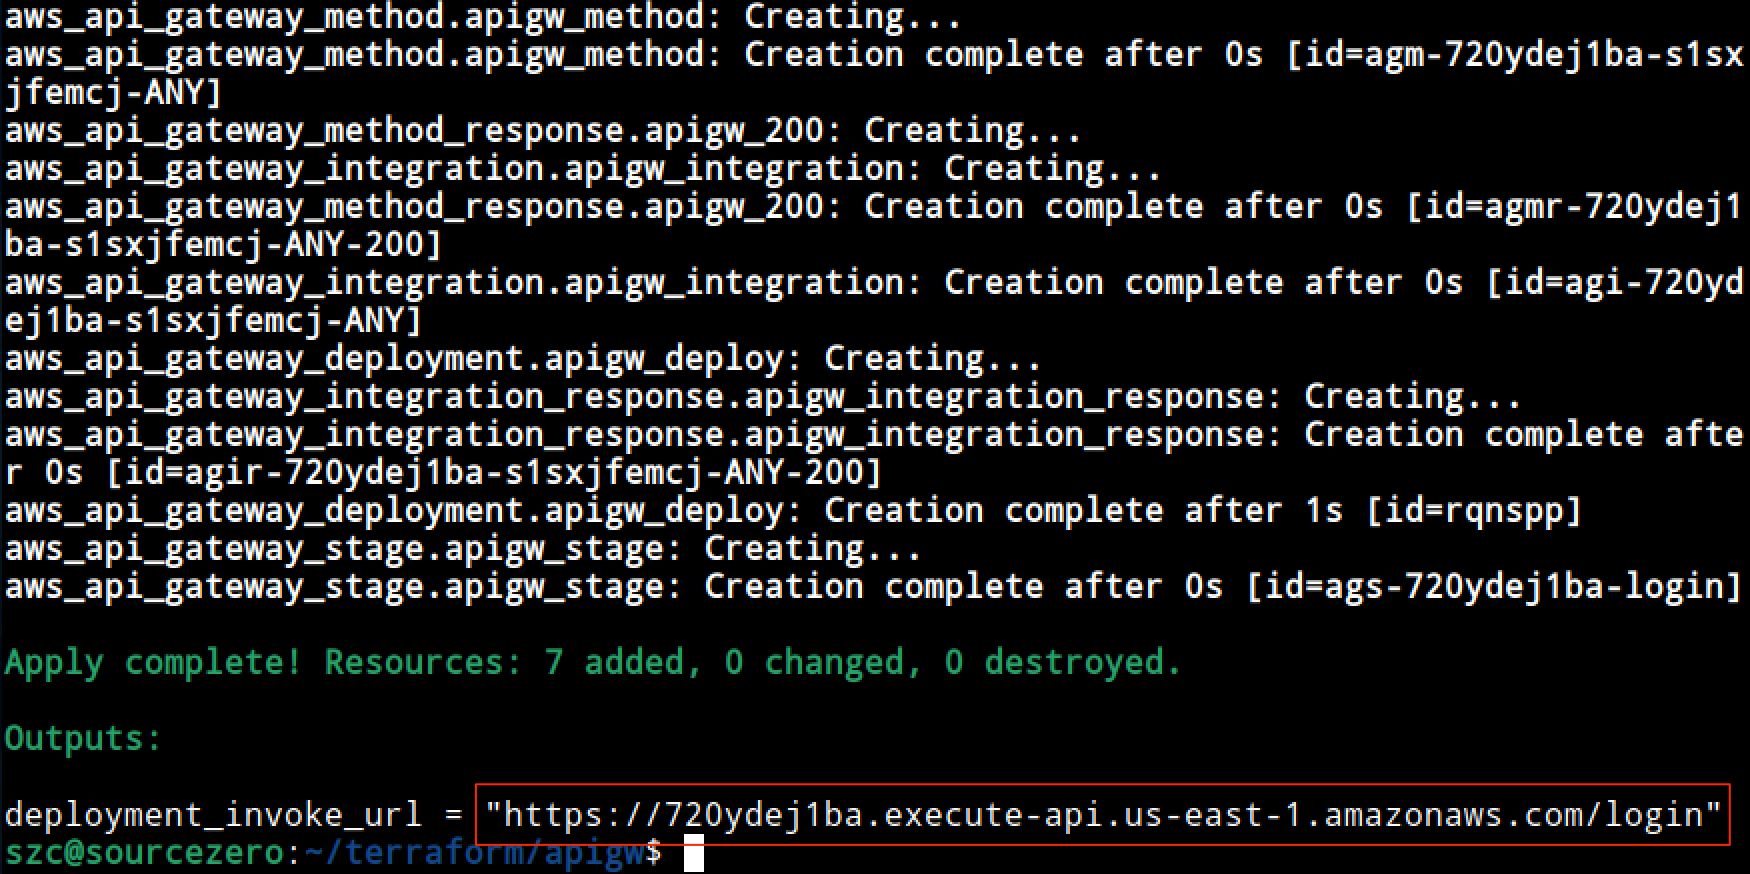 aws_api_gateway_method.apigw_method: Creating...
aws_api_gateway_method.apigw_method: Creation complete after 0s [id=agm-720ydej1ba-s1sx
jfemcj-ANY]
aws_api_gateway_method_response.apigw_200: Creating...
aws_api_gateway_integration.apigw_integration: Creating...
aws_api_gateway_method_response.apigw_200: Creation complete after 0s [id=agmr-720ydej1
ba-s1sxjfemcj-ANY-200]
aws_api_gateway_integration.apigw_integration: Creation complete after 0s [id=agi-720yd
ej1ba-s1sxjfemcj-ANY]
aws_api_gateway_deployment.apigw_deploy: Creating...
aws_api_gateway_integration_response.apigw_integration_response: Creating...
aws_api_gateway_integration_response.apigw_integration_response: Creation complete afte
r 0s [id=agir-720ydej1ba-s1sxjfemcj-ANY-200]
aws_api_gateway_deployment.apigw_deploy: Creation complete after 1s [id=rqnspp]
aws_api_gateway_stage.apigw_stage: Creating...
aws_api_gateway_stage.apigw_stage: Creation complete after 0s [id=ags-720ydej1ba-login]
Apply complete! Resources: 7 added, 0 changed, 0 destroyed.
Outputs:
deployment_invoke_url = "https://720ydej1ba.execute-api.us-east-1.amazonaws.com/login"
szc@sourcezero:~/terraform/apigw$